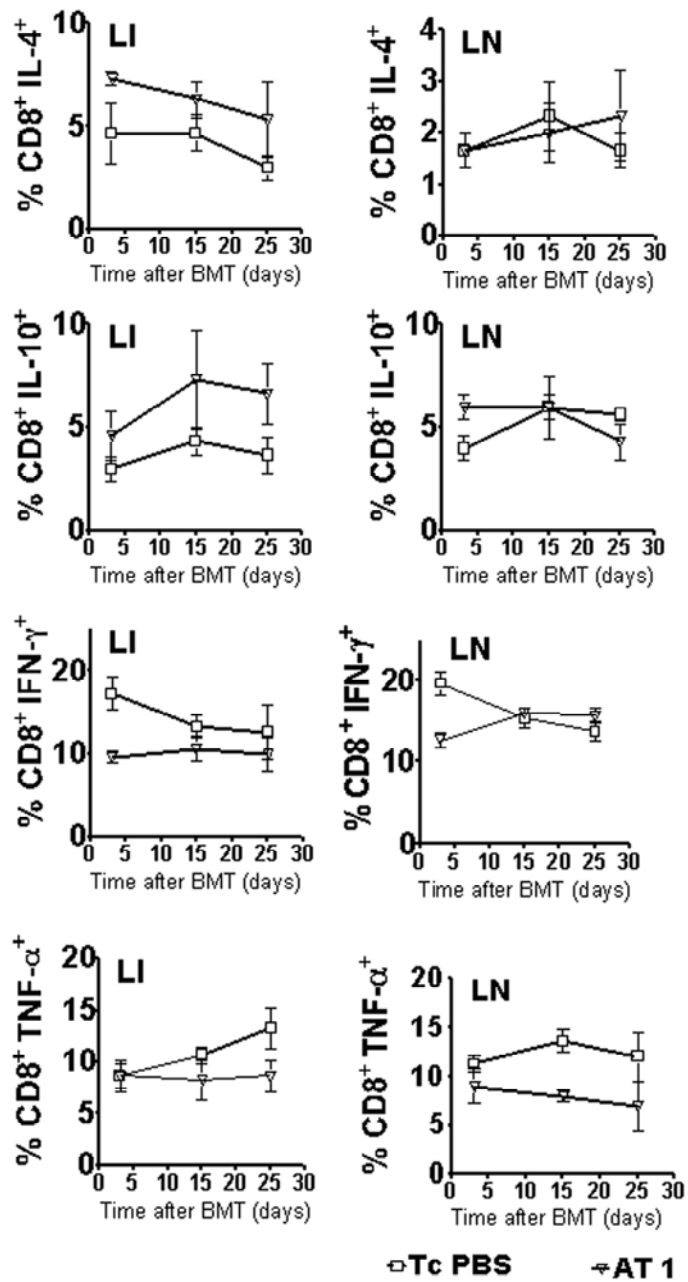 % CD8+ IL-4+
LI
10
5
0
0 5 10 15 20 25 30
Time after BMT (days)
% CD8+ IL-4+
LN
4
3
2
1
0
0 5 10 15 20 25 30
Time after BMT (days)
% CD8+ IL-10+
LI
10
5
0
0 5 10 15 20 25 30
Time after BMT (days)
% CD8+ IL-10+
LN
10
5
0
0 5 10 15 20 25 30
Time after BMT (days)
% CD8+ IFN-γ+
LI
20
10
0
0 5 10 15 20 25 30
Time after BMT (days)
% CD8+ IFN-γ+
LN
20
10
0
0 5 10 15 20 25 30
Time after BMT (days)
% CD8+ TNF-α+
LI
20
15
10
5
0
0 5 10 15 20 25 30
Time after BMT (days)
% CD8+ TNF-α+
LN
20
15
10
5
0
0 5 10 15 20 25 30
Time after BMT (days)
Tc PBS
AT 1